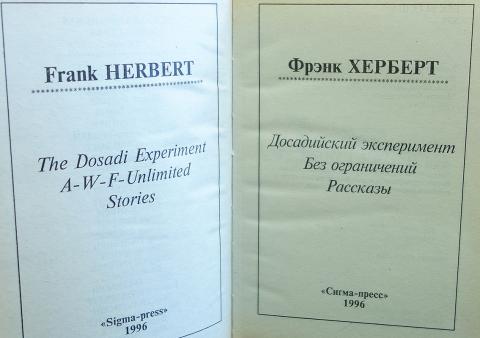 Frank HERBERT
The Dosadi Experiment
A-W-F-Unlimited
Stories
«Sigma-press»
1996
Фрэнк ХЕРБЕРТ
Досадийский эксперимент
Без ограничений
Рассказы
«Сигма-пресс»
1996